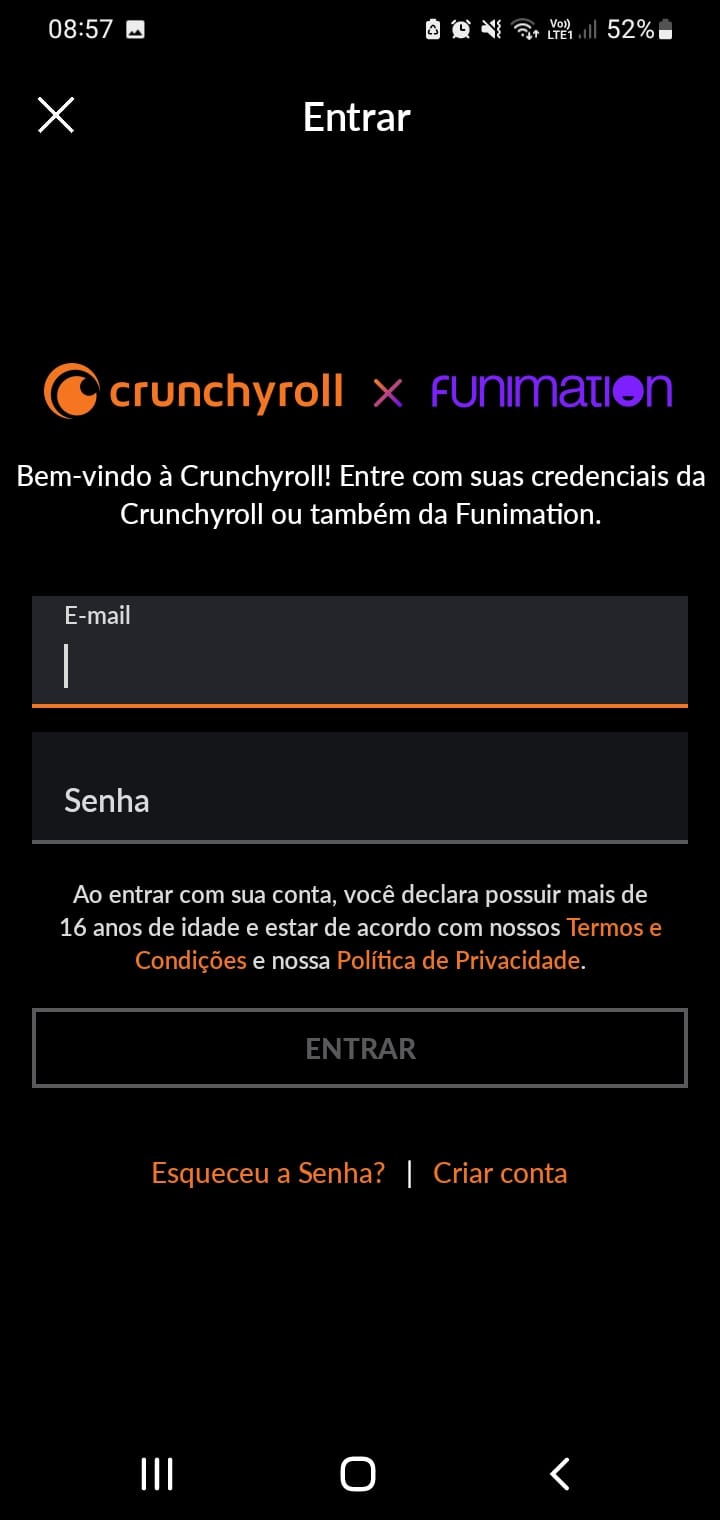 08:57 Vo)) LTE1 52%
Entrar
crunchyroll × FUNIMATION
Bem-vindo à Crunchyroll! Entre com suas credenciais da
Crunchyroll ou também da Funimation.
E-mail
Senha
Ao entrar com sua conta, você declara possuir mais de
16 anos de idade e estar de acordo com nossos Termos e
Condições e nossa Política de Privacidade.
ENTRAR
Esqueceu a Senha? | Criar conta